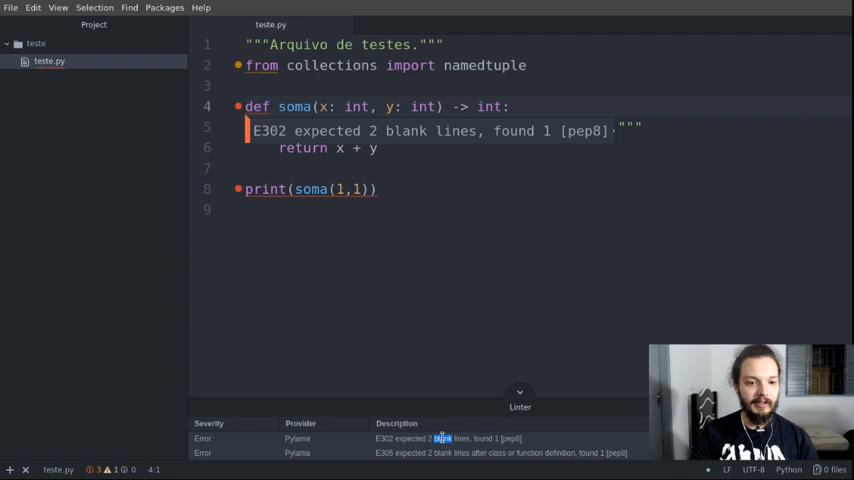 File Edit View Selection Find Packages Help
Project
teste.py
teste
teste.py
1 """Arquivo de testes."""
2 from collections import namedtuple
3
4 def soma(x: int, y: int) -> int:
5 """
E302 expected 2 blank lines, found 1 [pep8]
6 return x + y
7
8 print(soma(1,1))
9
Linter
Severity Provider Description
Error Pylama E302 expected 2 blank lines, found 1 [pep8]
Error Pylama E305 expected 2 blank lines after class or function definition, found 1 [pep8]
teste.py 3 1 0 4:1 LF UTF-8 Python 0 files